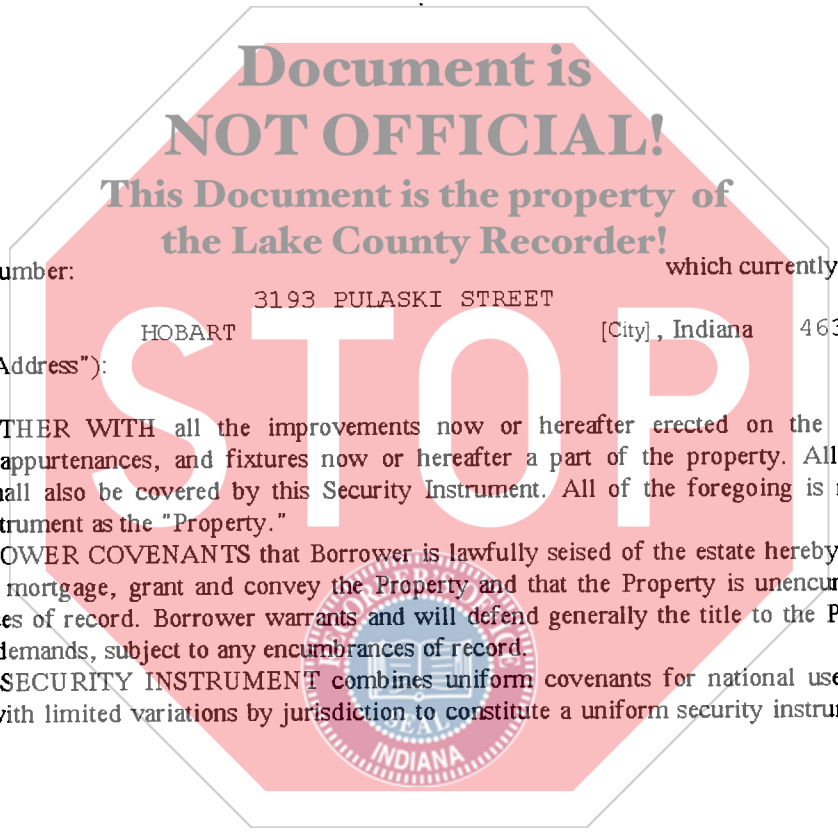 Document is
NOT OFFICIAL!
This Document is the property of
the Lake County Recorder!
umber: which currently
3193 PULASKI STREET
HOBART [City] , Indiana 463
Address"):
STOP
THER WITH all the improvements now or hereafter erected on the
appurtenances, and fixtures now or hereafter a part of the property. All
hall also be covered by this Security Instrument. All of the foregoing is
trument as the "Property."
OWER COVENANTS that Borrower is lawfully seised of the estate hereby
mortgage, grant and convey the Property and that the Property is unencum
es of record. Borrower warrants and will defend generally the title to the P
demands, subject to any encumbrances of record.
SECURITY INSTRUMENT combines uniform covenants for national use
with limited variations by jurisdiction to constitute a uniform security instrum
RECORDER'S OFFICE
SEAL
INDIANA